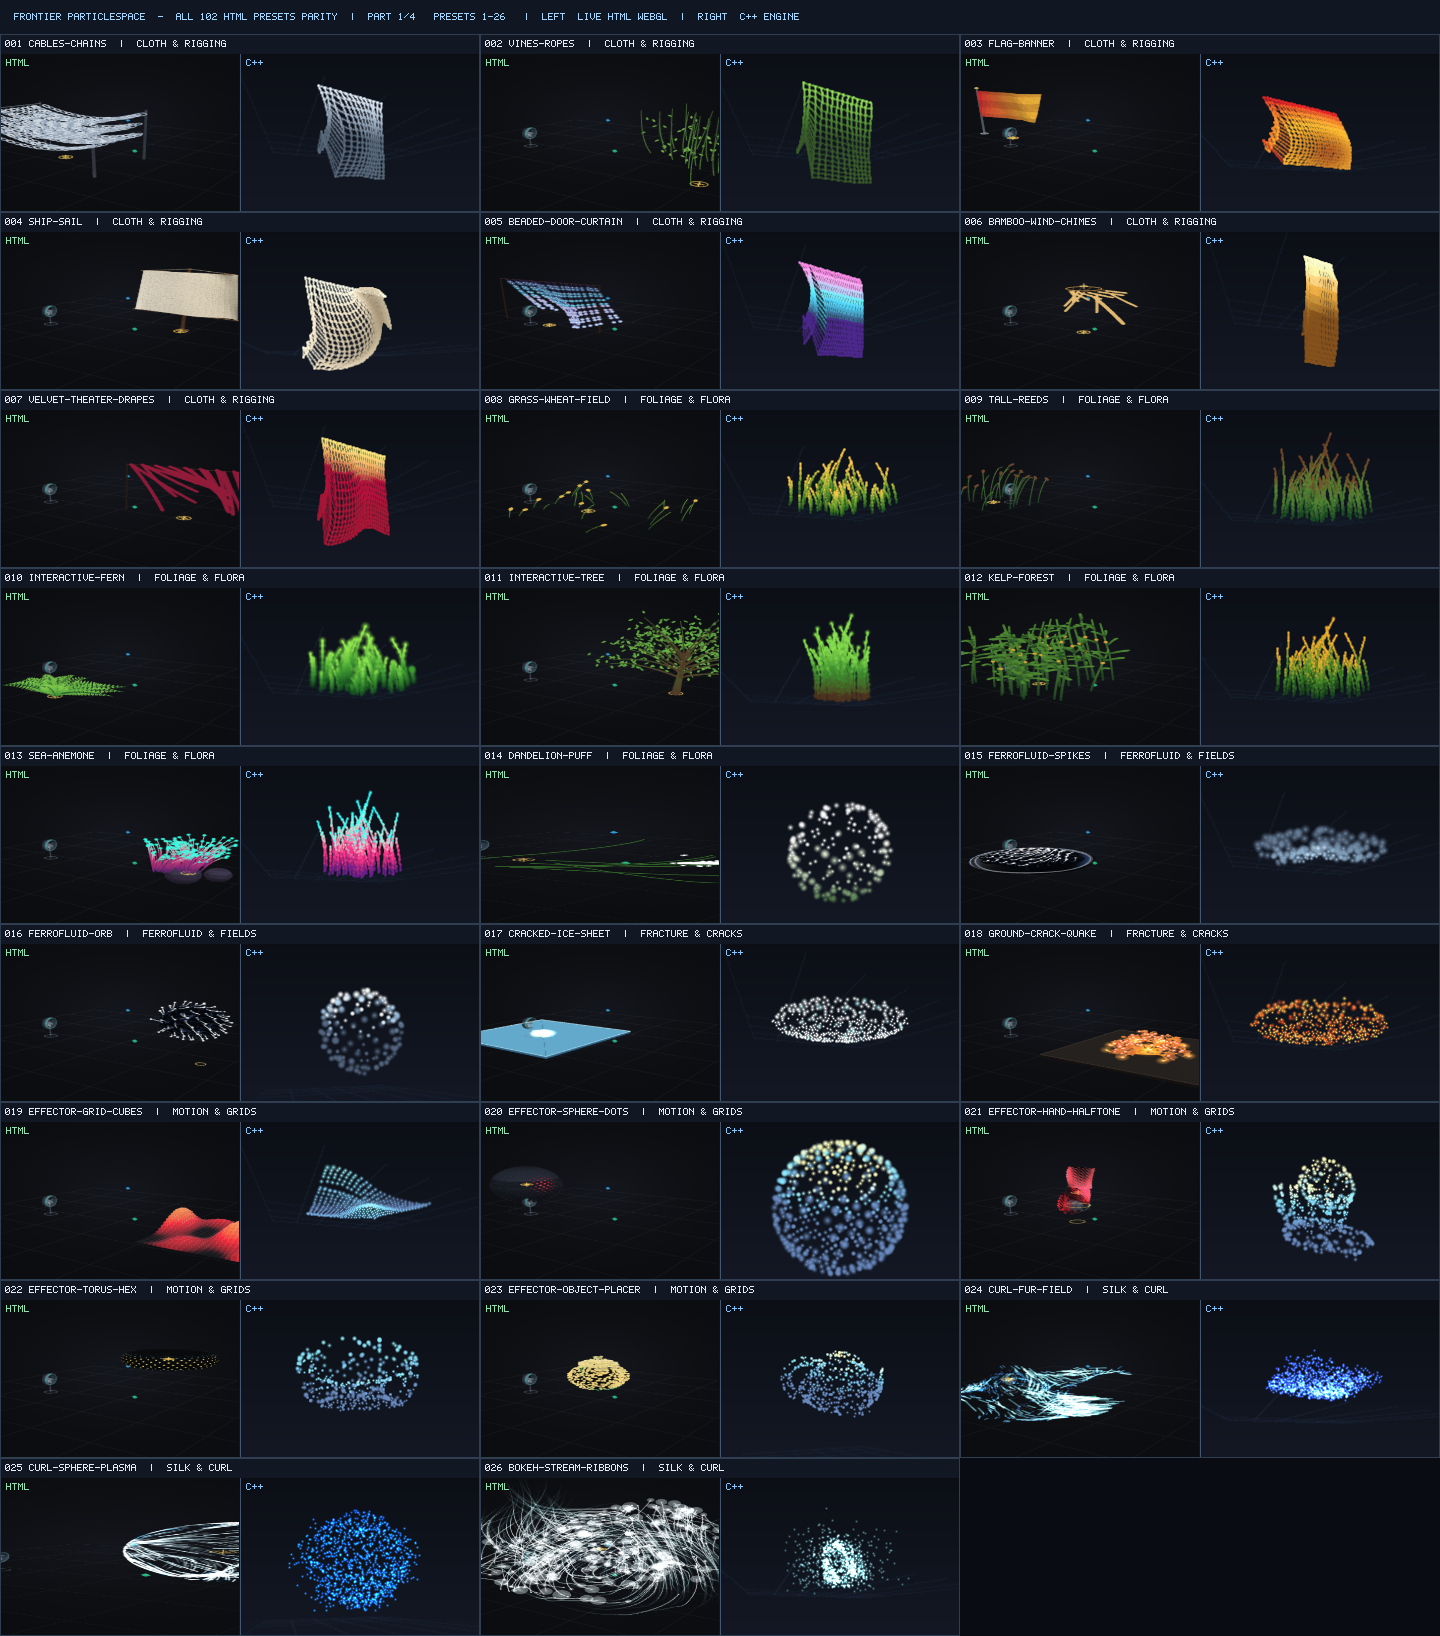 FRONTIER PARTICLESPACE – ALL 102 HTML PRESETS PARITY | PART 1/4 PRESETS 1–26 | LEFT LIVE HTML WEBGL | RIGHT C++ ENGINE
001 CABLES-CHAINS | CLOTH & RIGGING
HTML
C++
002 VINES-ROPES | CLOTH & RIGGING
HTML
C++
003 FLAG-BANNER | CLOTH & RIGGING
HTML
C++
004 SHIP-SAIL | CLOTH & RIGGING
HTML
C++
005 BEADED-DOOR-CURTAIN | CLOTH & RIGGING
HTML
C++
006 BAMBOO-WIND-CHIMES | CLOTH & RIGGING
HTML
C++
007 VELVET-THEATER-DRAPES | CLOTH & RIGGING
HTML
C++
008 GRASS-WHEAT-FIELD | FOLIAGE & FLORA
HTML
C++
009 TALL-REEDS | FOLIAGE & FLORA
HTML
C++
010 INTERACTIVE-FERN | FOLIAGE & FLORA
HTML
C++
011 INTERACTIVE-TREE | FOLIAGE & FLORA
HTML
C++
012 KELP-FOREST | FOLIAGE & FLORA
HTML
C++
013 SEA-ANEMONE | FOLIAGE & FLORA
HTML
C++
014 DANDELION-PUFF | FOLIAGE & FLORA
HTML
C++
015 FERROFLUID-SPIKES | FERROFLUID & FIELDS
HTML
C++
016 FERROFLUID-ORB | FERROFLUID & FIELDS
HTML
C++
017 CRACKED-ICE-SHEET | FRACTURE & CRACKS
HTML
C++
018 GROUND-CRACK-QUAKE | FRACTURE & CRACKS
HTML
C++
019 EFFECTOR-GRID-CUBES | MOTION & GRIDS
HTML
C++
020 EFFECTOR-SPHERE-DOTS | MOTION & GRIDS
HTML
C++
021 EFFECTOR-HAND-HALFTONE | MOTION & GRIDS
HTML
C++
022 EFFECTOR-TORUS-HEX | MOTION & GRIDS
HTML
C++
023 EFFECTOR-OBJECT-PLACER | MOTION & GRIDS
HTML
C++
024 CURL-FUR-FIELD | SILK & CURL
HTML
C++
025 CURL-SPHERE-PLASMA | SILK & CURL
HTML
C++
026 BOKEH-STREAM-RIBBONS | SILK & CURL
HTML
C++